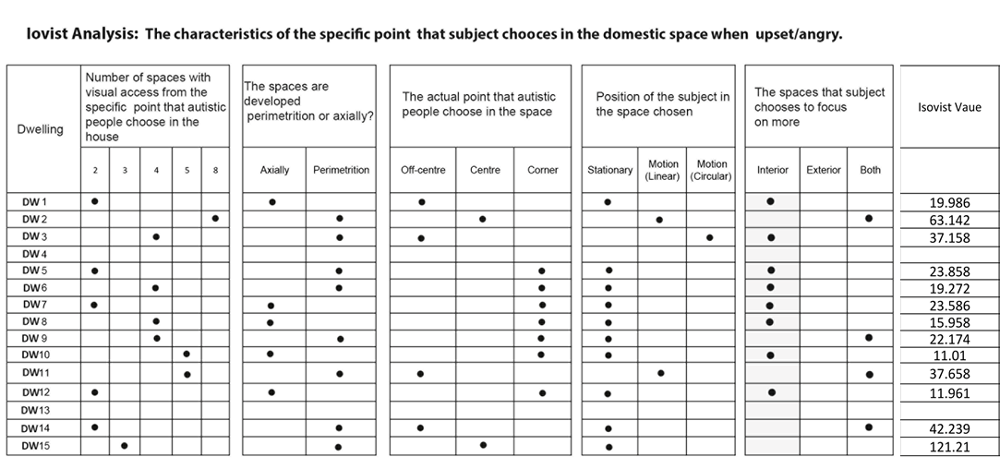 Iovist Analysis: The characteristics of the specific point that subject chooces in the domestic space when upset/angry.
Dwelling
Number of spaces with
visual access from the
specific point that autistic
people choose in the
house
The spaces are
developed
perimetrition or axially?
The actual point that autistic
people choose in the space
Position of the subject in
the space chosen
The spaces that subject
chooses to focus
on more
Isovist Vaue
2 3 4 5 8
Axially Perimetrition
Off-centre Centre Corner
Stationary
Motion
(Linear)
Motion
(Circular)
Interior Exterior Both
DW 1 ● ● ● ● ● 19.986
DW 2 ● ● ● ● ● 63.142
DW 3 ● ● ● ● ● 37.158
DW 4
DW 5 ● ● ● ● ● 23.858
DW6 ● ● ● ● ● 19.272
DW7 ● ● ● ● ● 23.586
DW 8 ● ● ● ● ● 15.958
DW 9 ● ● ● ● ● 22.174
DW10 ● ● ● ● ● 11.01
DW11 ● ● ● ● ● 37.658
DW12 ● ● ● ● ● 11.961
DW13
DW14 ● ● ● ● ● 42.239
DW15 ● ● ● ● 121.21